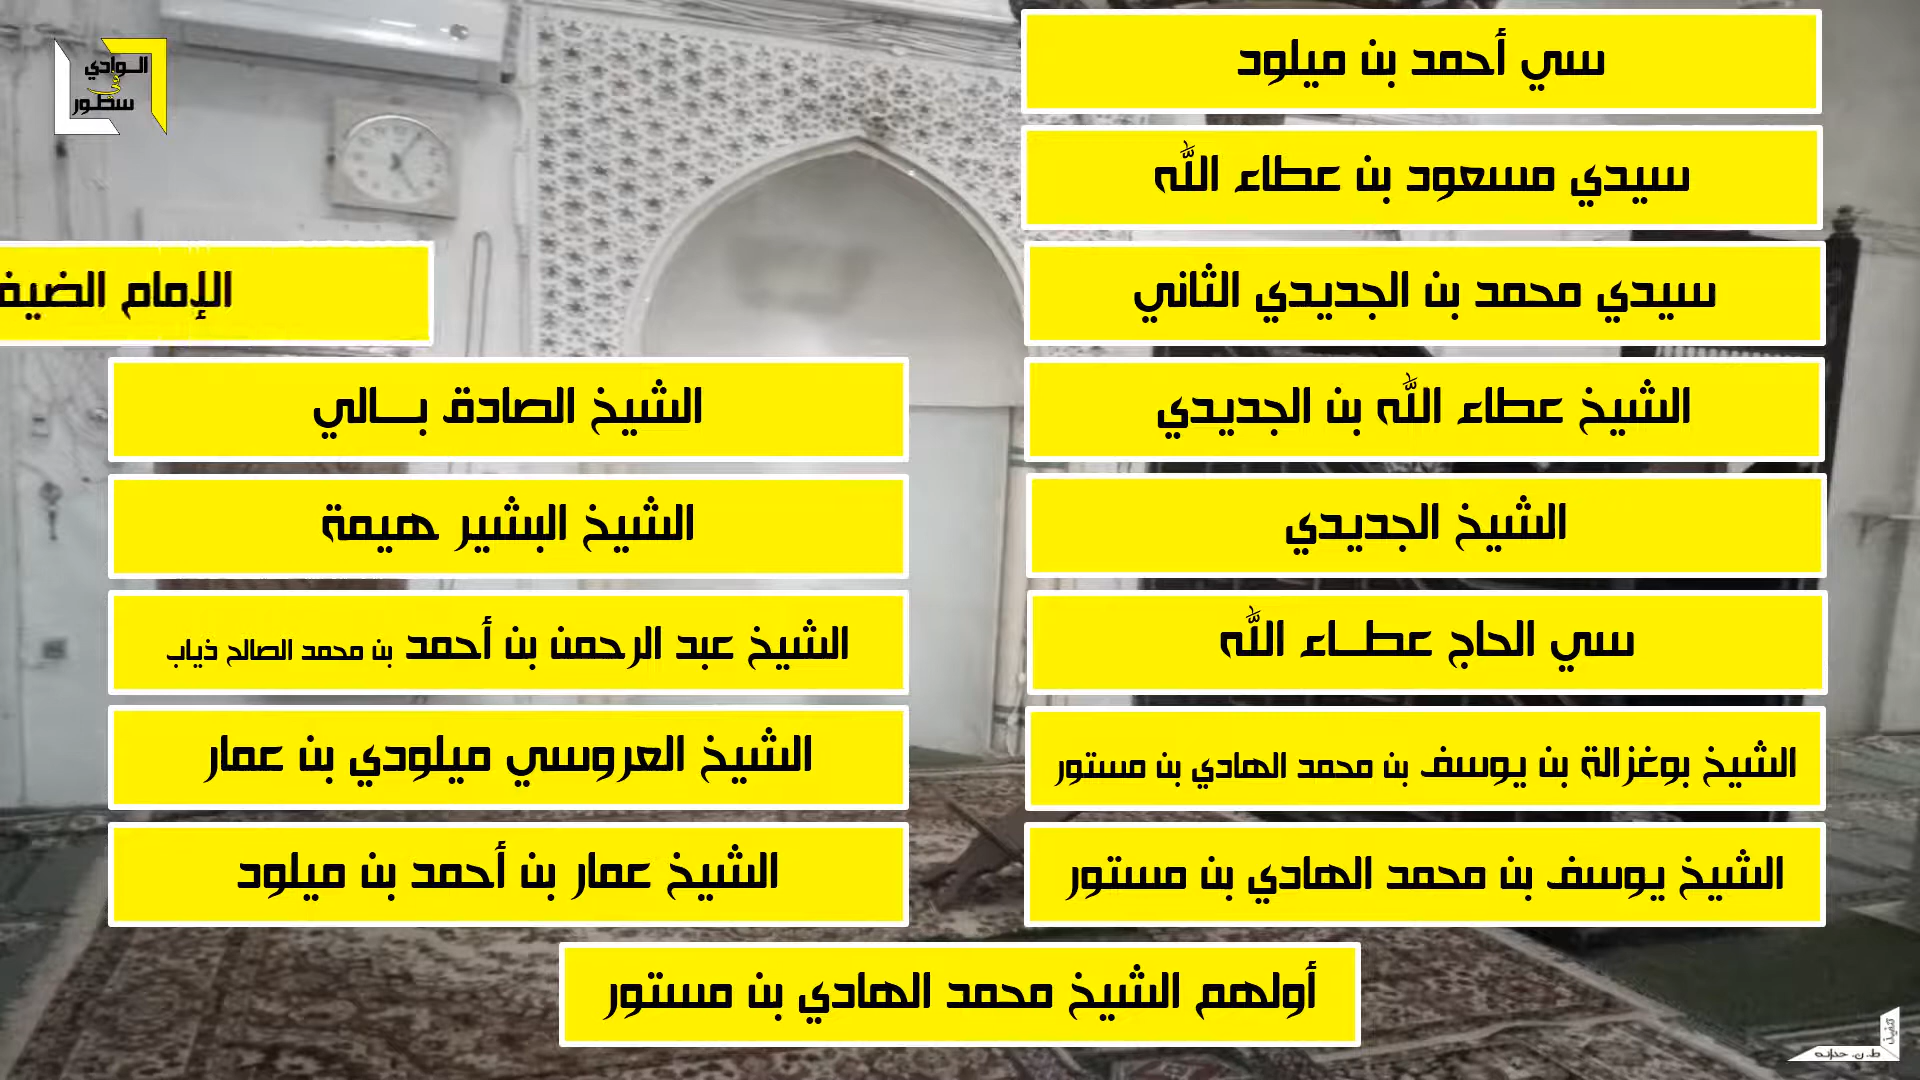 الـوادي
في
سطور
سي أحمد بن ميلود
سيدي مسعود بن عطاء الله
سيدي محمد بن الجديدي الثاني
الشيخ عطاء الله بن الجديدي
الشيخ الجديدي
سي الحاج عطـــاء الله
الشيخ بوغزالة بن يوسف بن محمد الهادي بن مستور
الشيخ يوسف بن محمد الهادي بن مستور
الإمام الضيف
الشيخ الصادق بـــالي
الشيخ البشير هيمة
الشيخ عبد الرحمن بن أحمد بن محمد الصالح ذياب
الشيخ العروسي ميلودي بن عمار
الشيخ عمار بن أحمد بن ميلود
أولهم الشيخ محمد الهادي بن مستور